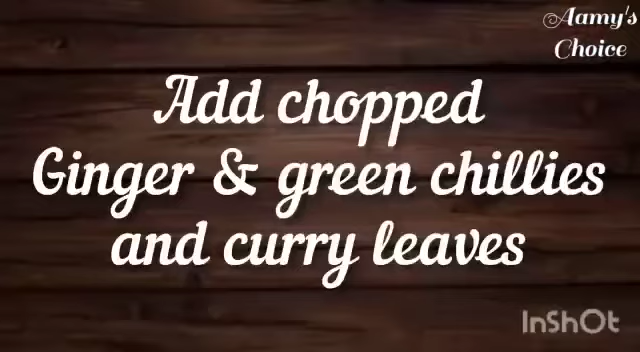 Aamy's
Choice
Add chopped
Ginger & green chillies
and curry leaves
InShOt